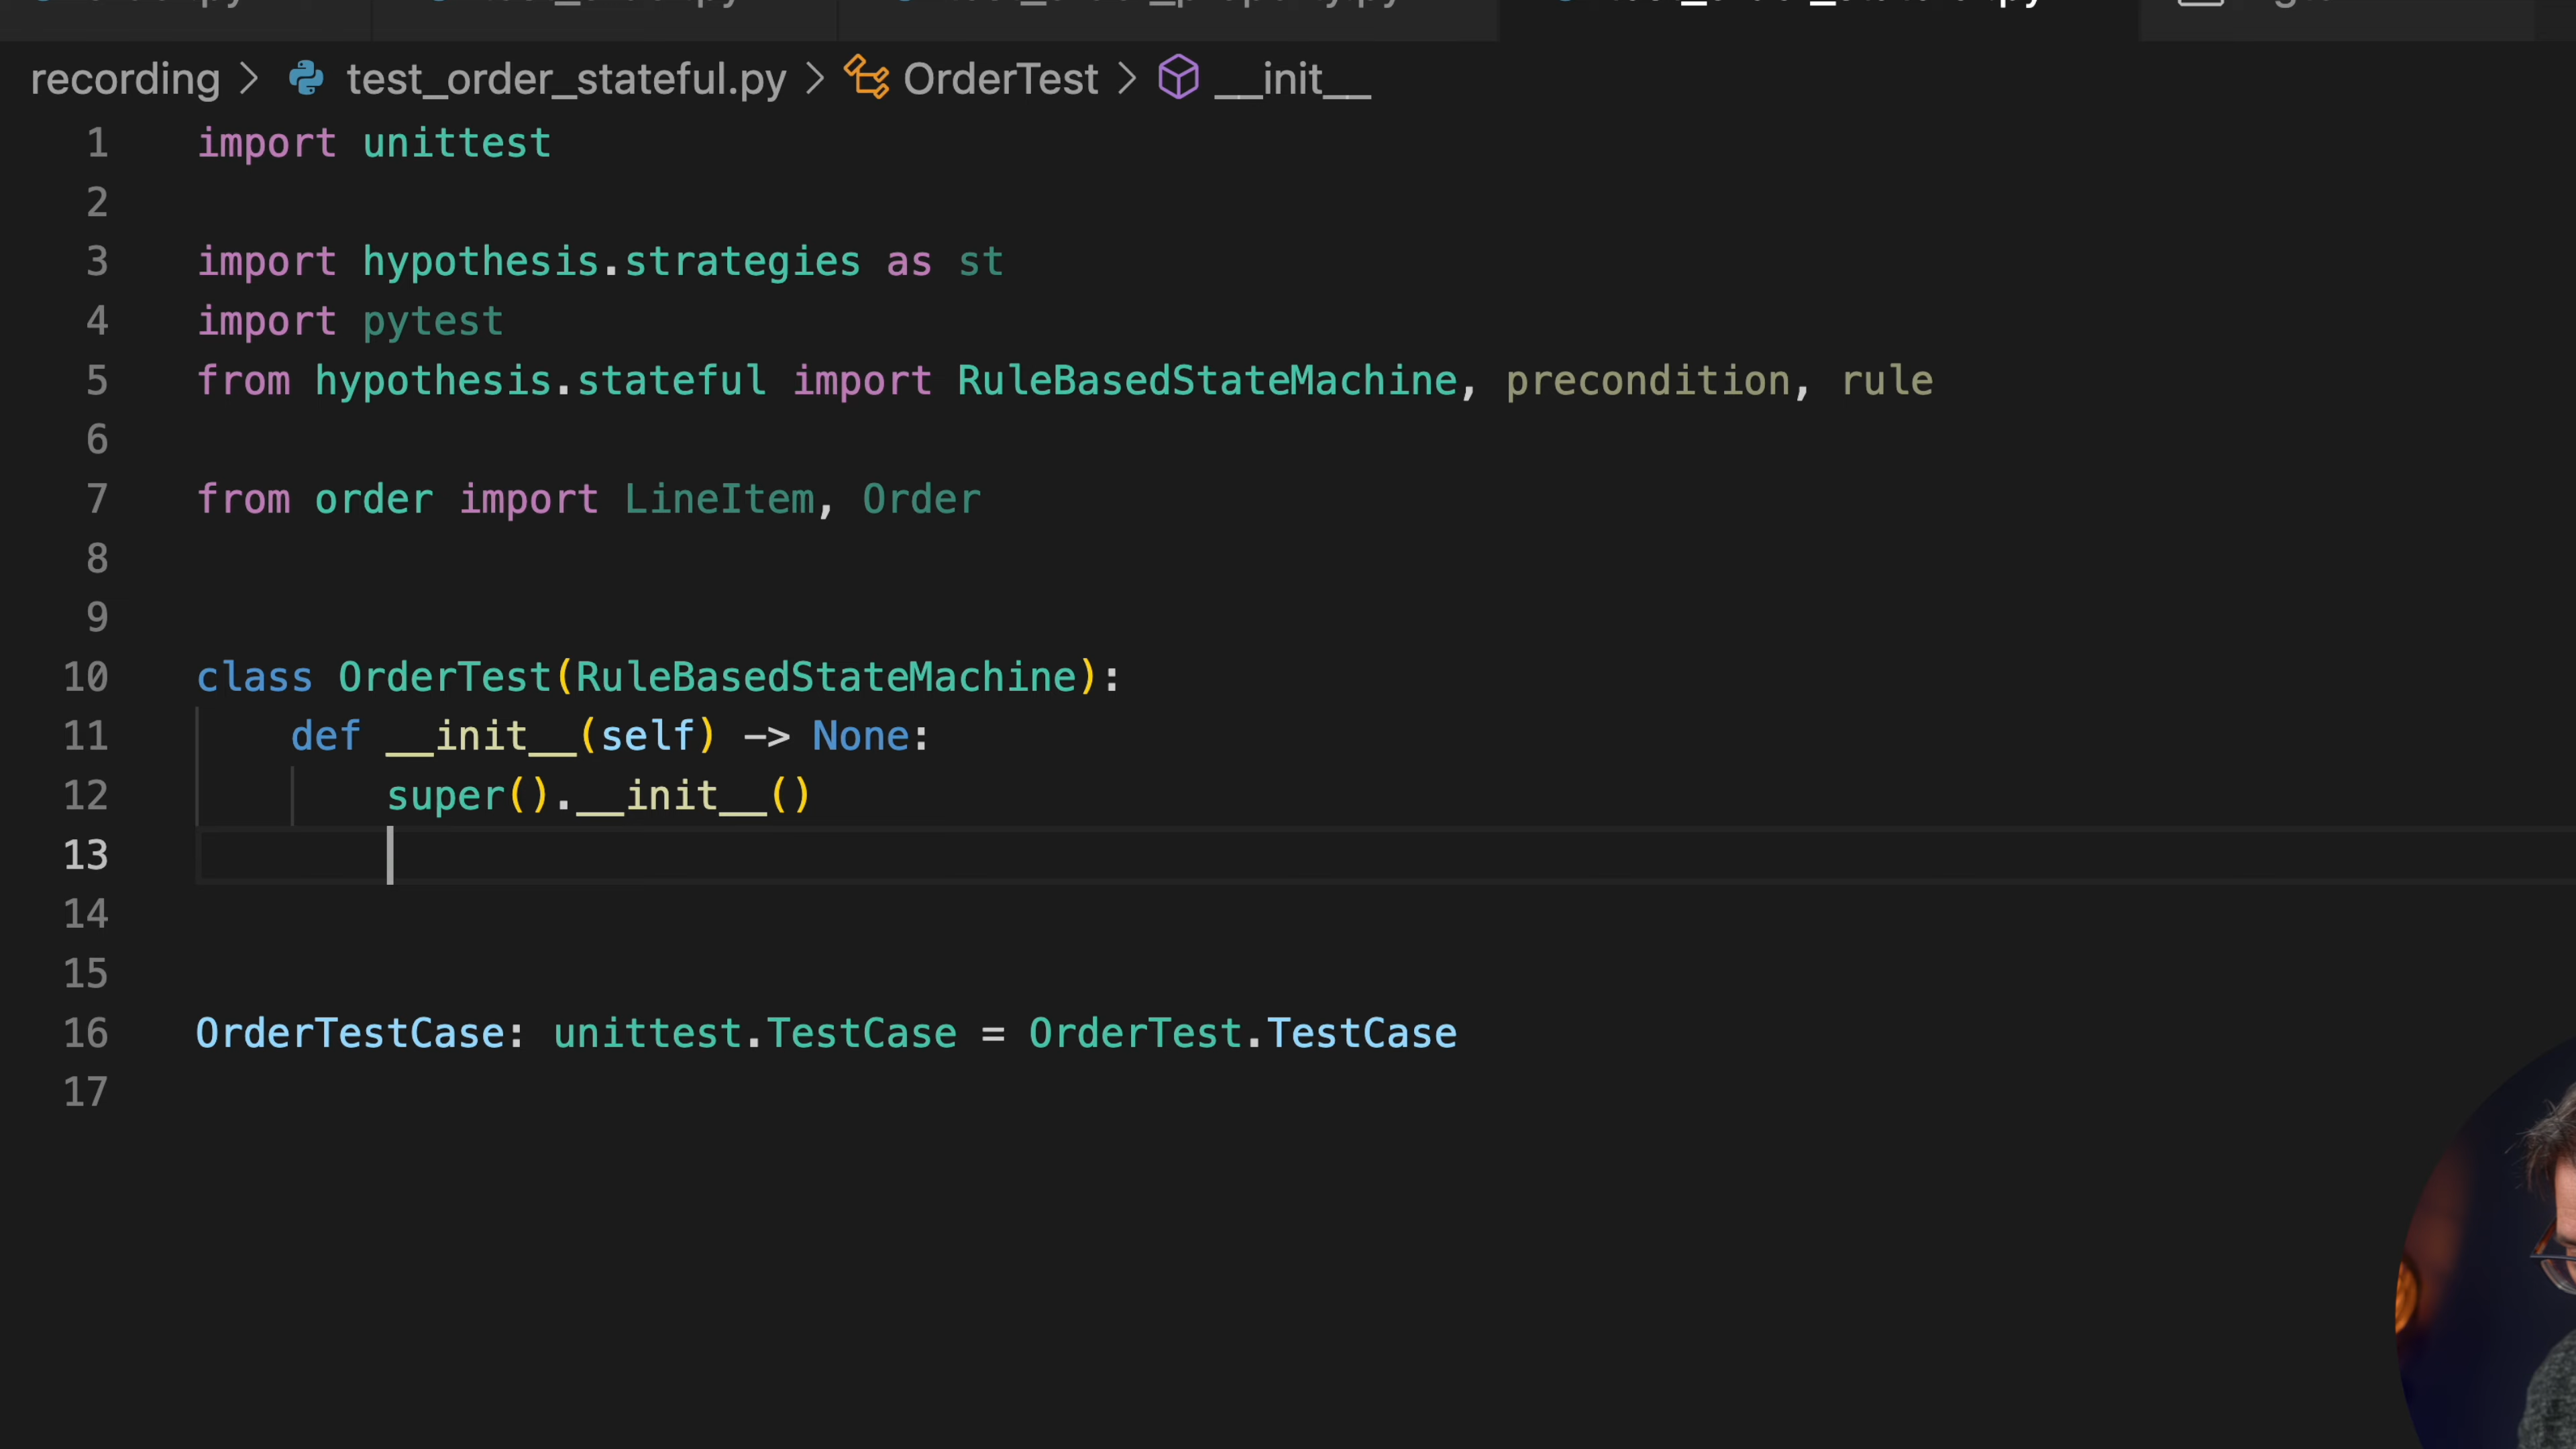 recording > test_order_stateful.py > OrderTest > __init__
1 import unittest
2
3 import hypothesis.strategies as st
4 import pytest
5 from hypothesis.stateful import RuleBasedStateMachine, precondition, rule
6
7 from order import LineItem, Order
8
9
10 class OrderTest(RuleBasedStateMachine):
11 def __init__(self) -> None:
12 super().__init__()
13
14
15
16 OrderTestCase: unittest.TestCase = OrderTest.TestCase
17